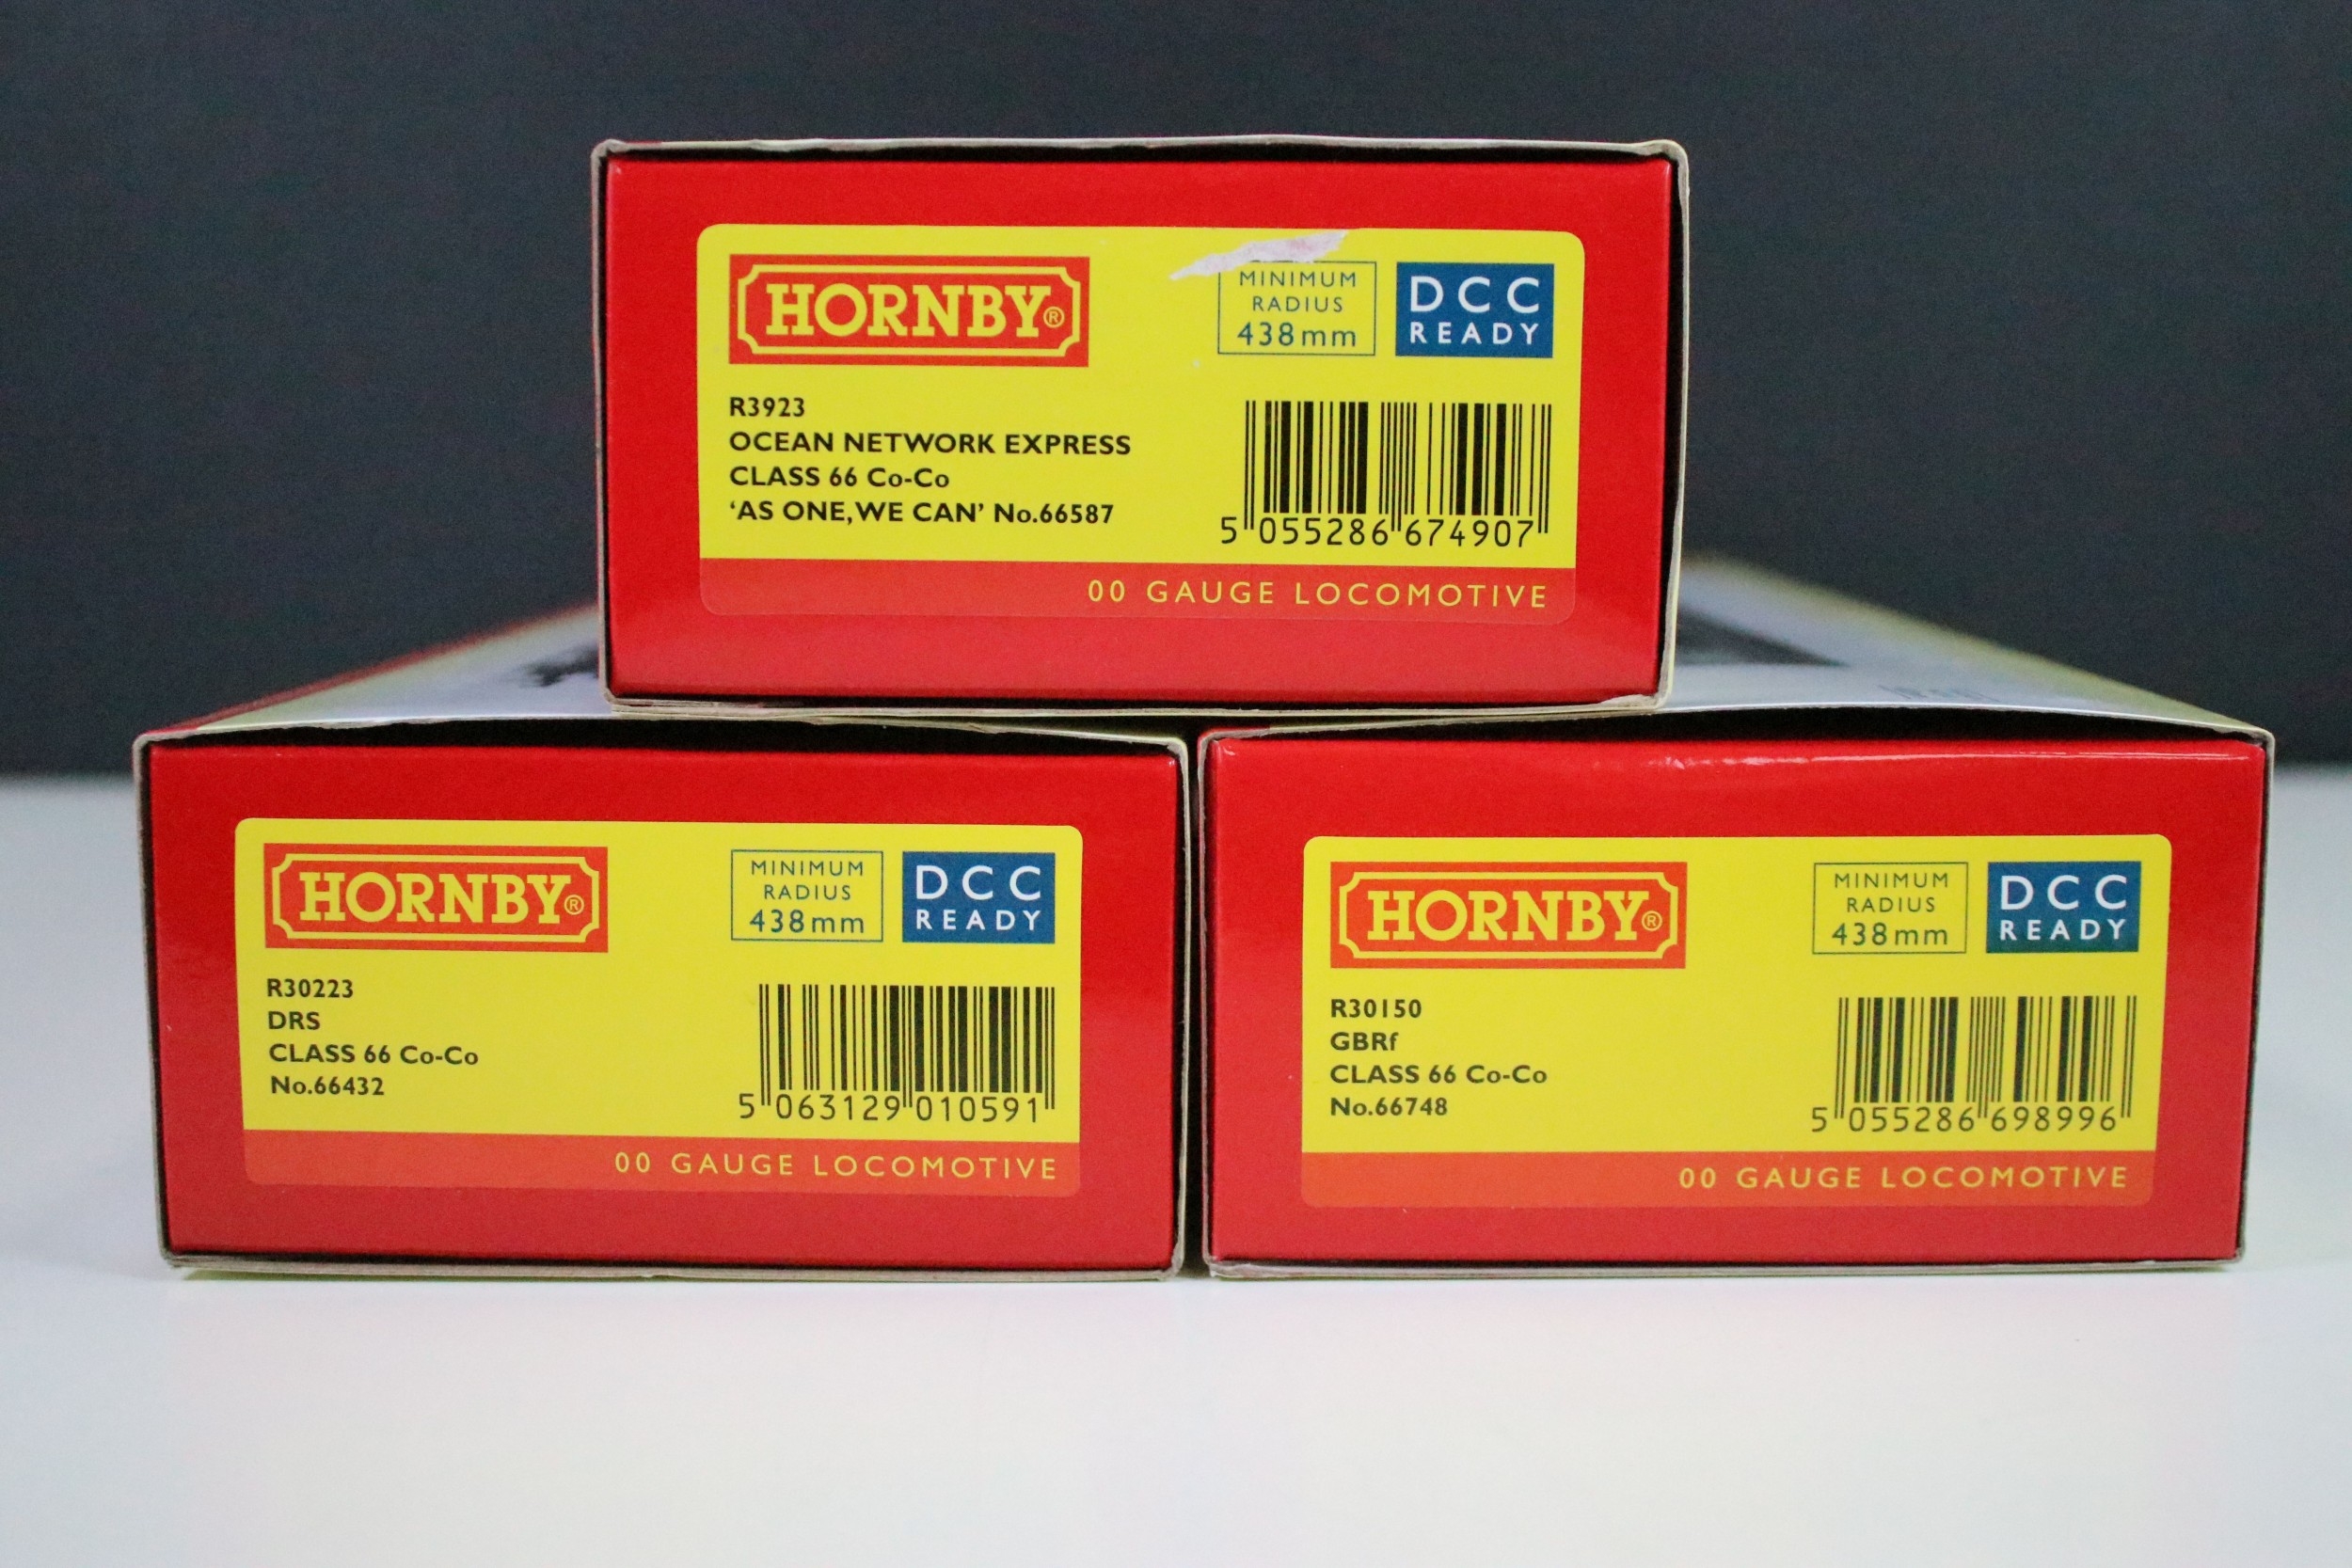 HORNBY®
MINIMUM
RADIUS
438mm
DCC
READY
R3923
OCEAN NETWORK EXPRESS
CLASS 66 Co-Co
‘AS ONE, WE CAN’ No.66587
5 055286 674907
00 GAUGE LOCOMOTIVE
HORNBY®
MINIMUM
RADIUS
438mm
DCC
READY
R30223
DRS
CLASS 66 Co-Co
No.66432
5 063129 010591
00 GAUGE LOCOMOTIVE
HORNBY®
MINIMUM
RADIUS
438mm
DCC
READY
R30150
GBRf
CLASS 66 Co-Co
No.66748
5 055286 698996
00 GAUGE LOCOMOTIVE